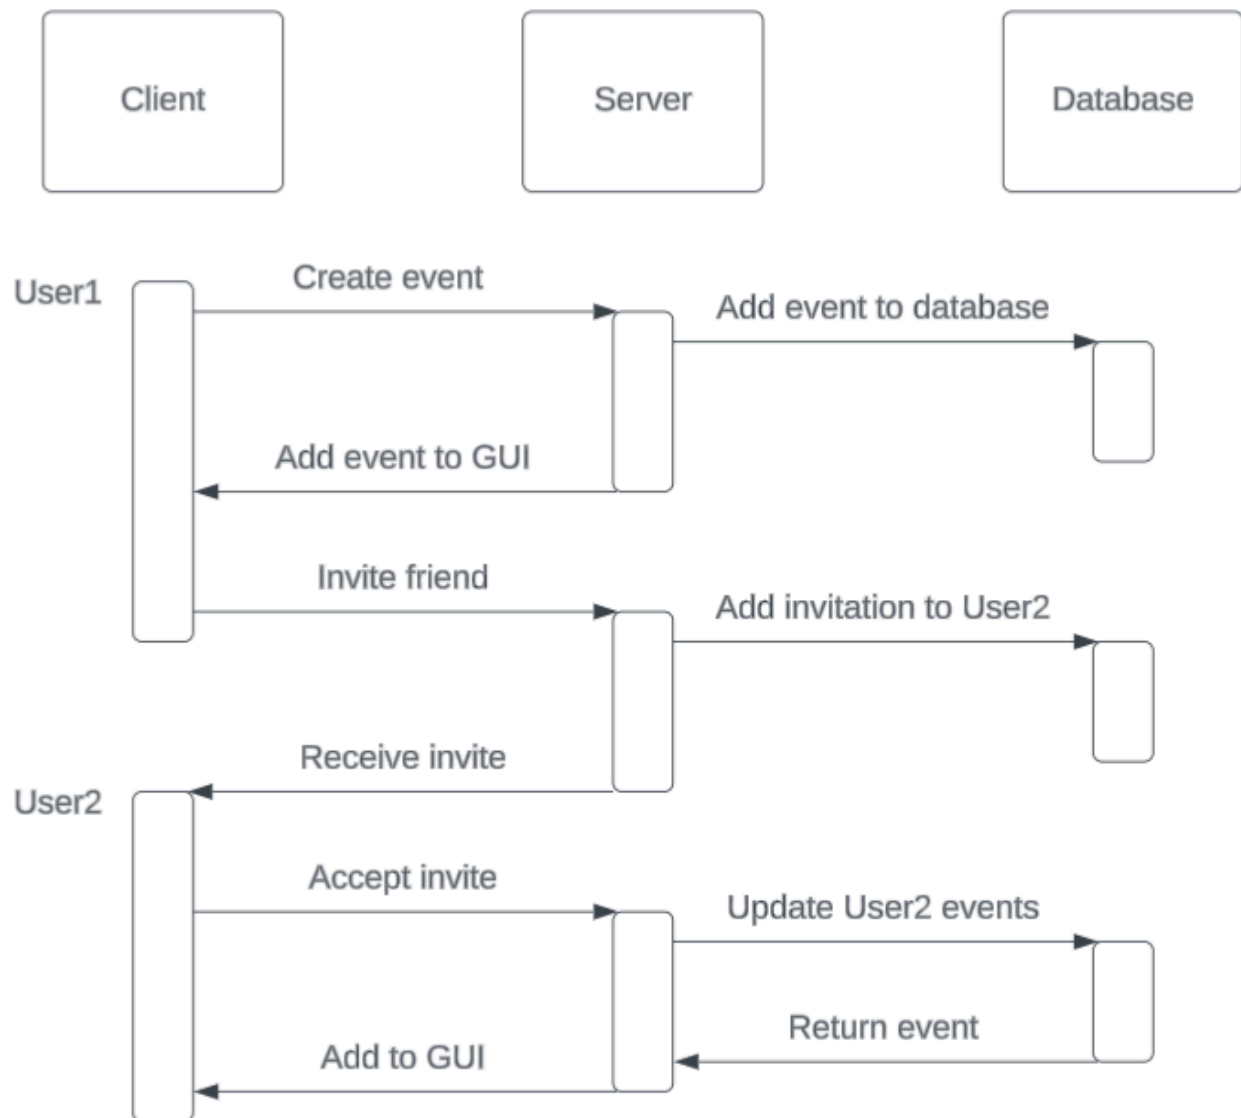 Client
Server
Database
User1
Create event
Add event to database
Add event to GUI
Invite friend
Add invitation to User2
Receive invite
User2
Accept invite
Update User2 events
Return event
Add to GUI